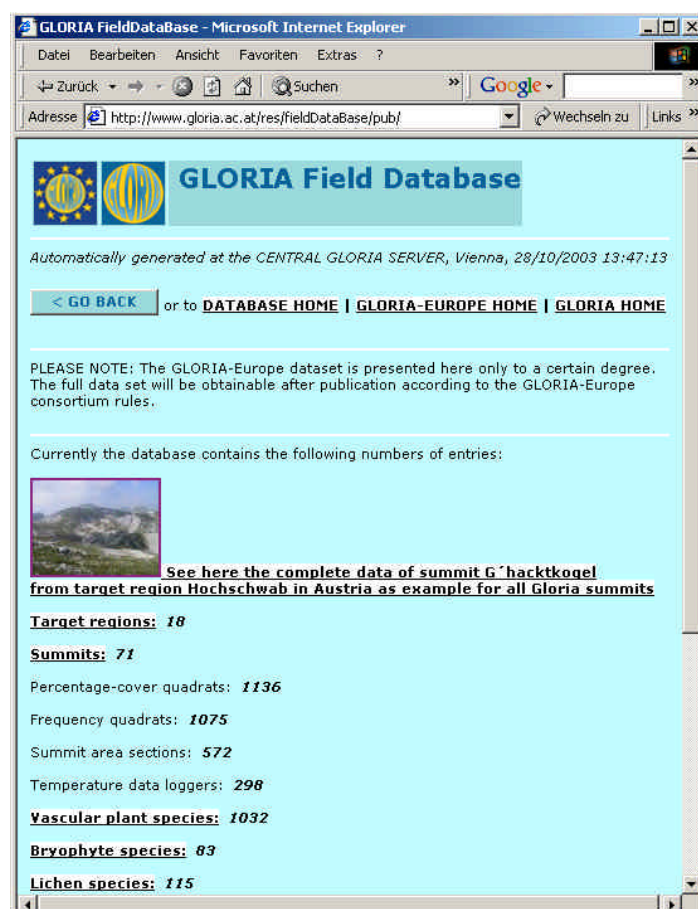 GLORIA FieldDataBase - Microsoft Internet Explorer
Datei Bearbeiten Ansicht Favoriten Extras ?
Zurück Suchen » Google »
Adresse http://www.gloria.ac.at/res/fieldDataBase/pub/ Wechseln zu Links »
GLORIA GLORIA GLORIA Field Database
Automatically generated at the CENTRAL GLORIA SERVER, Vienna, 28/10/2003 13:47:13
< GO BACK or to DATABASE HOME | GLORIA-EUROPE HOME | GLORIA HOME
PLEASE NOTE: The GLORIA-Europe dataset is presented here only to a certain degree.
The full data set will be obtainable after publication according to the GLORIA-Europe
consortium rules.
Currently the database contains the following numbers of entries:
See here the complete data of summit G´hacktkogel
from target region Hochschwab in Austria as example for all Gloria summits
Target regions: 18
Summits: 71
Percentage-cover quadrats: 1136
Frequency quadrats: 1075
Summit area sections: 572
Temperature data loggers: 298
Vascular plant species: 1032
Bryophyte species: 83
Lichen species: 115